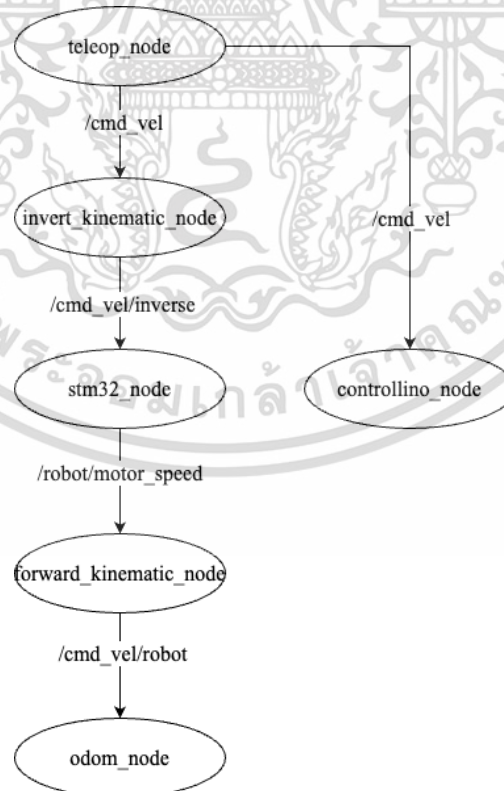 teleop_node
/cmd_vel
invert_kinematic_node
/cmd_vel
/cmd_vel/inverse
stm32_node
controllino_node
/robot/motor_speed
forward_kinematic_node
/cmd_vel/robot
odom_node